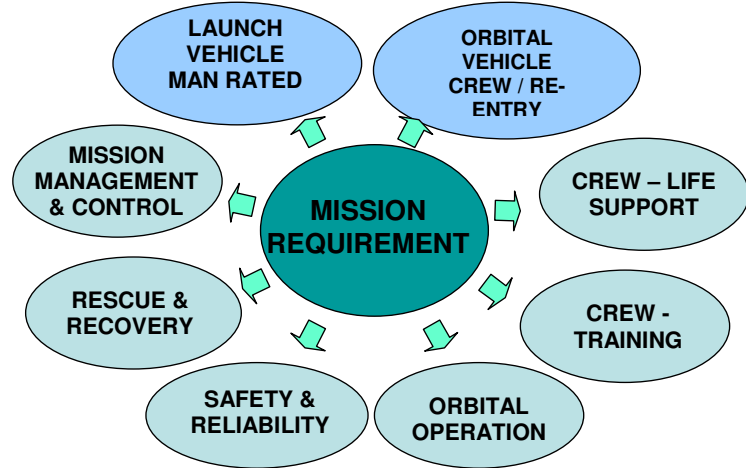 LAUNCH
VEHICLE
MAN RATED
ORBITAL
VEHICLE
CREW / RE-
ENTRY
MISSION
MANAGEMENT
& CONTROL
MISSION
REQUIREMENT
CREW – LIFE
SUPPORT
RESCUE &
RECOVERY
CREW -
TRAINING
SAFETY &
RELIABILITY
ORBITAL
OPERATION